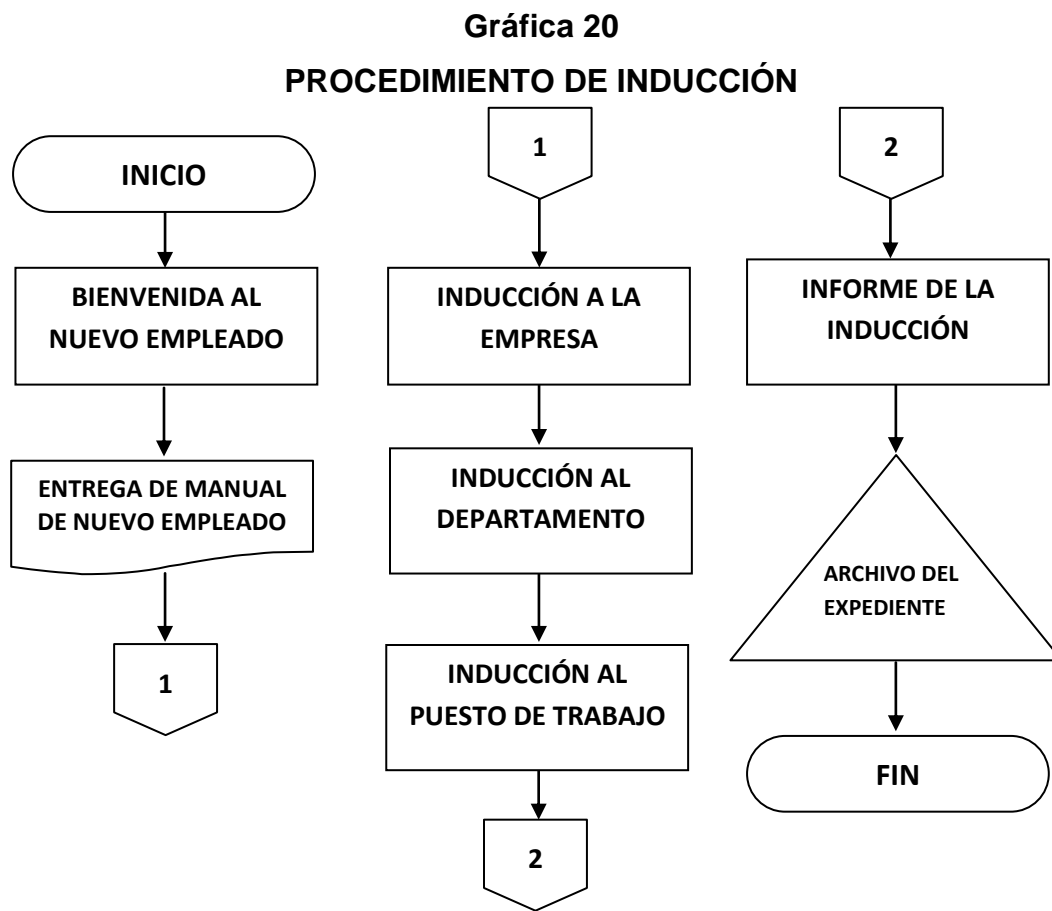 Gráfica 20
PROCEDIMIENTO DE INDUCCIÓN
INICIO
BIENVENIDA AL
NUEVO EMPLEADO
ENTREGA DE MANUAL
DE NUEVO EMPLEADO
1
1
INDUCCIÓN A LA
EMPRESA
INDUCCIÓN AL
DEPARTAMENTO
INDUCCIÓN AL
PUESTO DE TRABAJO
2
2
INFORME DE LA
INDUCCIÓN
ARCHIVO DEL
EXPEDIENTE
FIN